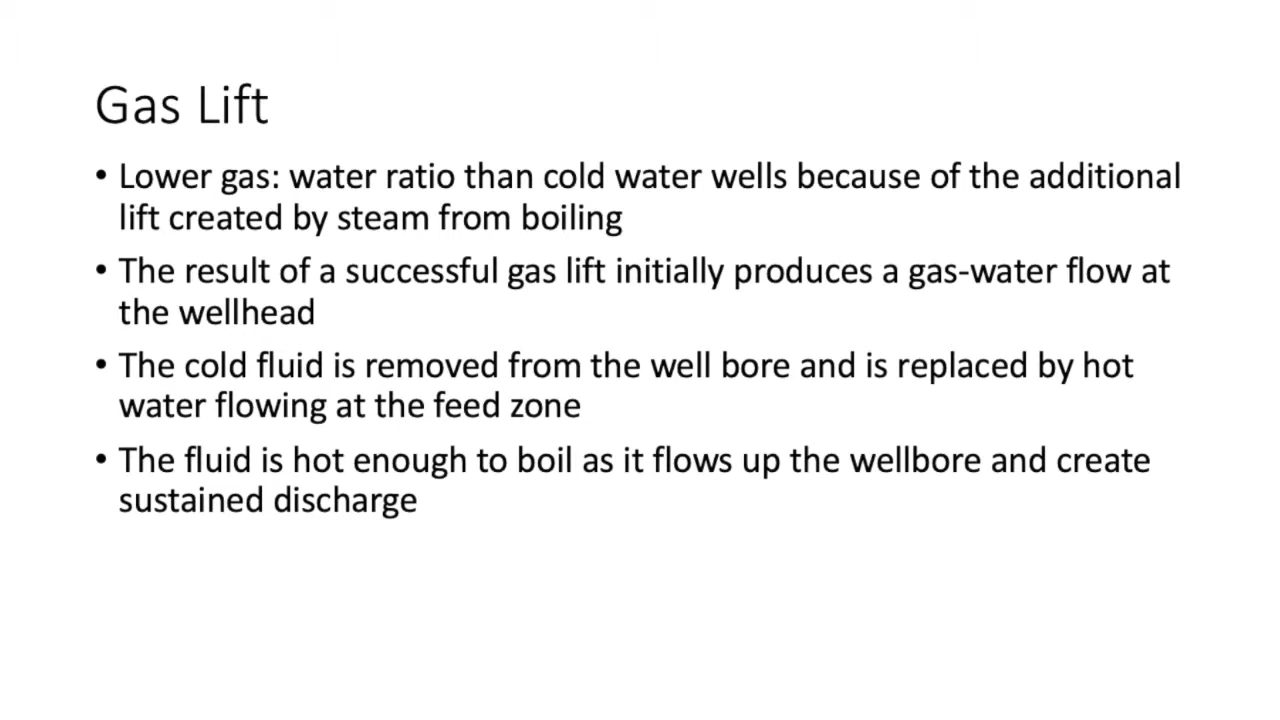 Gas Lift
• Lower gas: water ratio than cold water wells because of the additional
lift created by steam from boiling
• The result of a successful gas lift initially produces a gas-water flow at
the wellhead
• The cold fluid is removed from the well bore and is replaced by hot
water flowing at the feed zone
• The fluid is hot enough to boil as it flows up the wellbore and create
sustained discharge